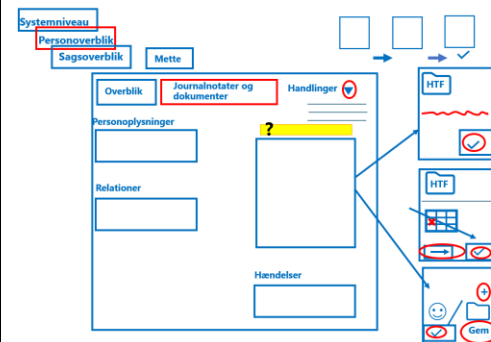 Systemniveau
Personoverblik
Sagsoverblik
Mette
Overblik
Journalnotater og
dokumenter
Handlinger
?
Personoplysninger
Relationer
Hændelser
HTF
HTF
+
Gem